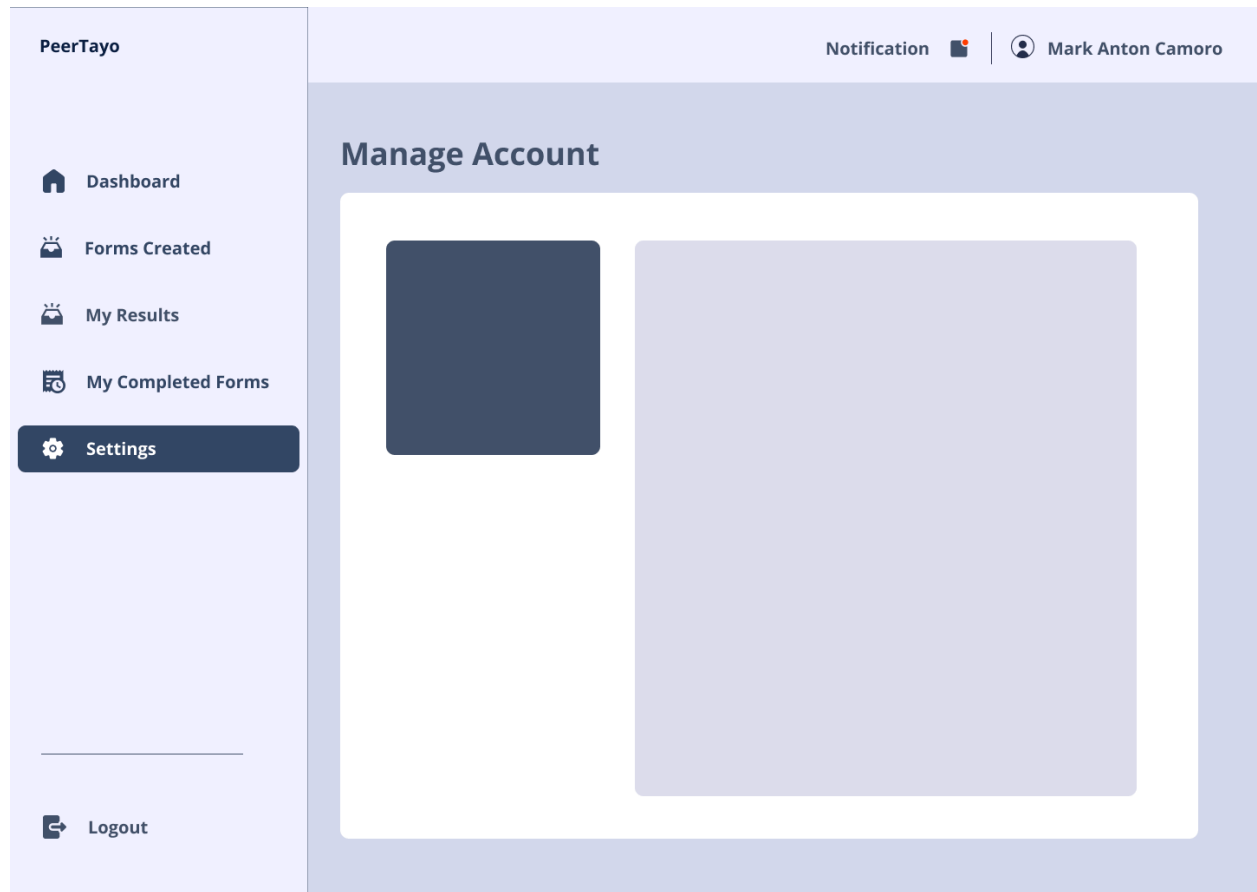 PeerTayo
Notification
Mark Anton Camoro
Manage Account
Dashboard
Forms Created
My Results
My Completed Forms
Settings
Logout